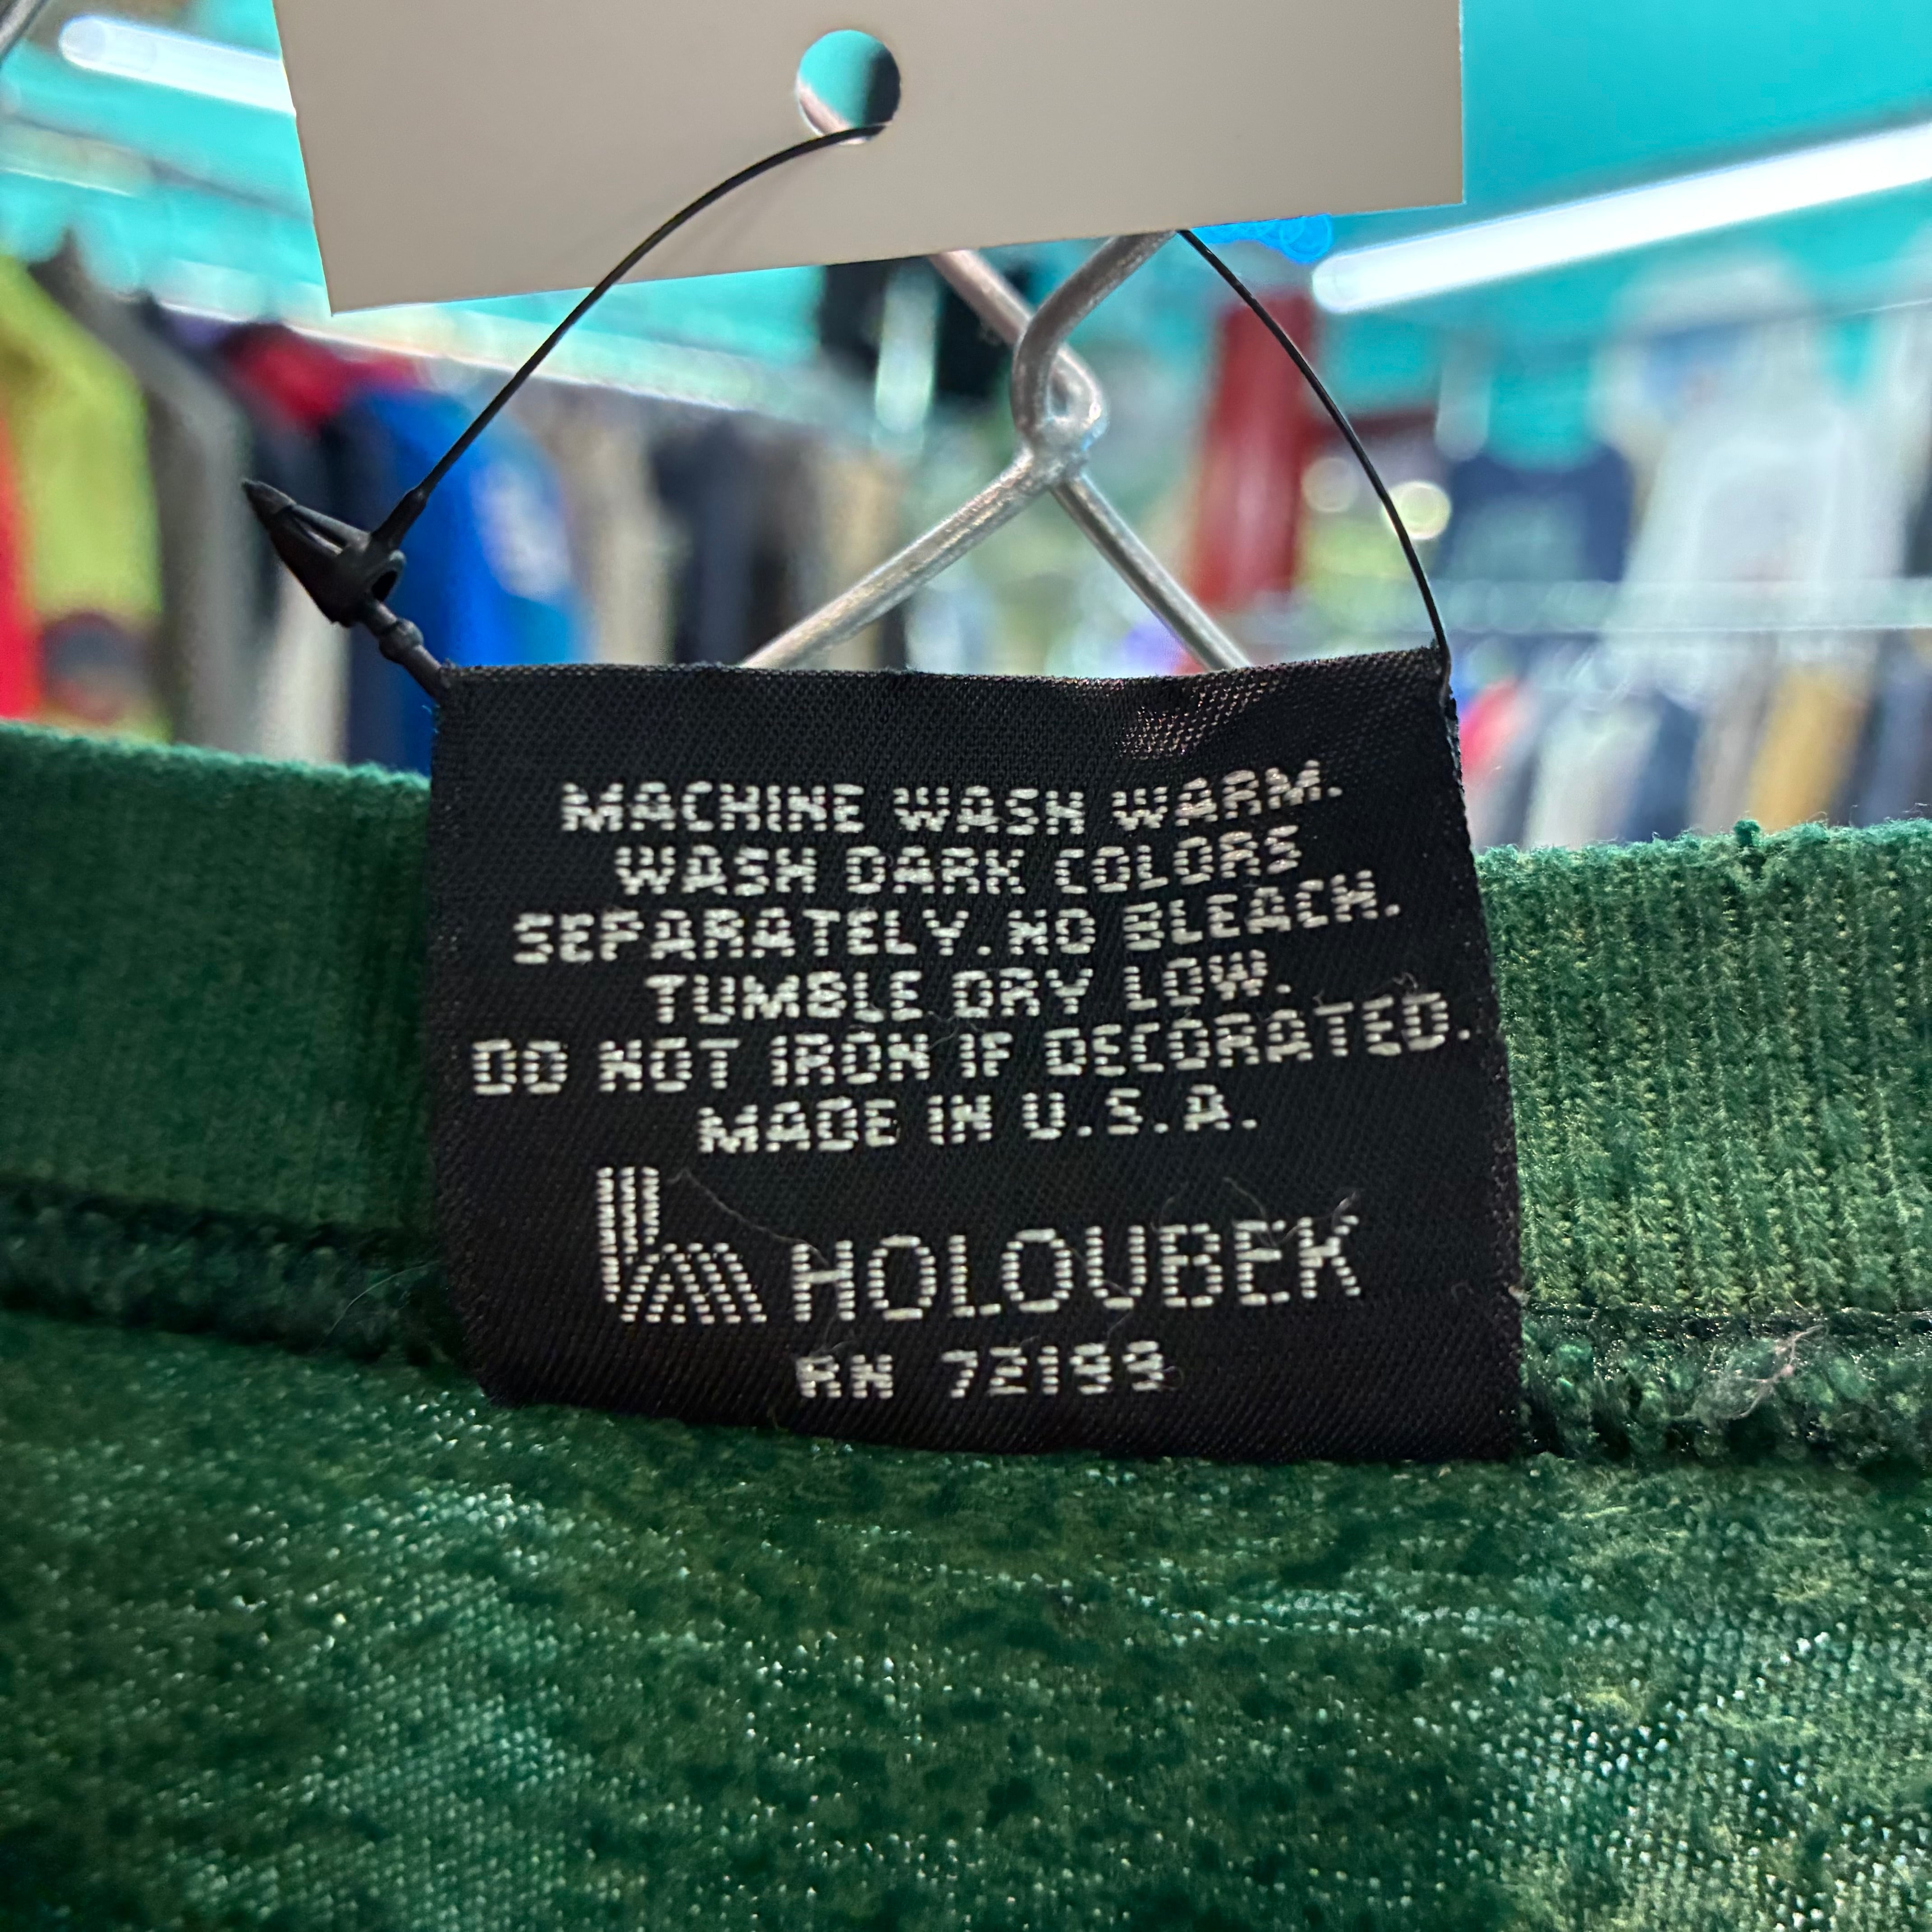 MACHINE WASH WARM.
WASH DARK COLORS
SEPARATELY. NO BLEACH.
TUMBLE DRY LOW.
DO NOT IRON IF DECORATED.
MADE IN U.S.A.
HOLOUBEK
RN 72199